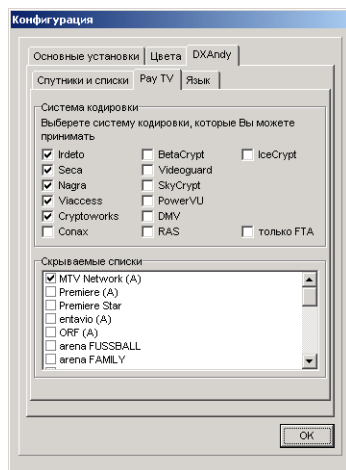 Конфигурация
Основные установки Цвета DXAndy
Спутники и списки Pay TV Язык
Система кодировки
Выберете систему кодировки, которые Вы можете
принимать
Irdeto BetaCrypt IceCrypt
Seca Videoguard
Nagra SkyCrypt
Viaccess PowerVU
Cryptoworks DMV
Conax RAS только FTA
Скрываемые списки
MTV Network (A)
Premiere (A)
Premiere Star
entavio (A)
ORF (A)
arena FUSSBALL
arena FAMILY
OK